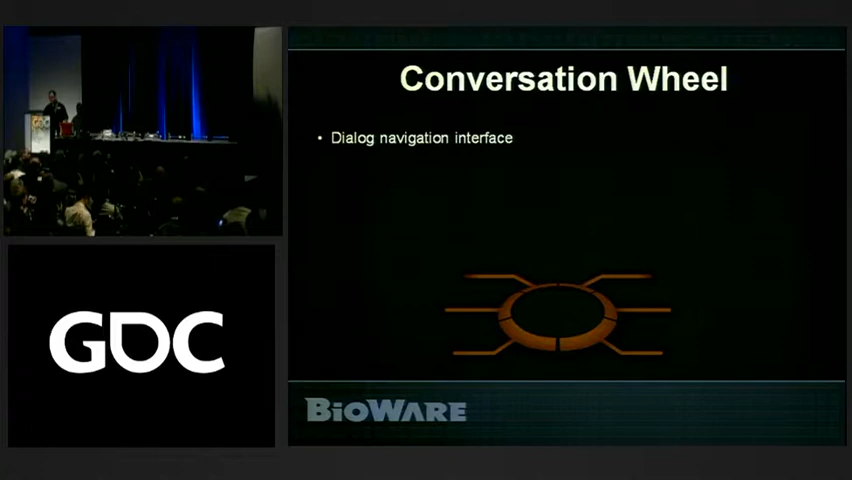 Conversation Wheel
• Dialog navigation interface
GDC
BIOWARE